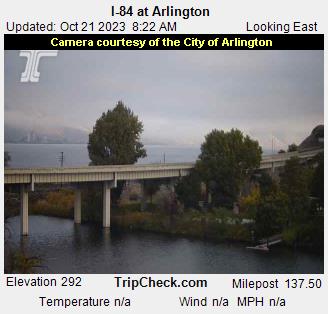 I-84 at Arlington
Updated: Oct 21 2023 8:22 AM Looking East
Camera courtesy of the City of Arlington
Elevation 292 TripCheck.com Milepost 137.50
Temperature n/a Wind n/a MPH n/a